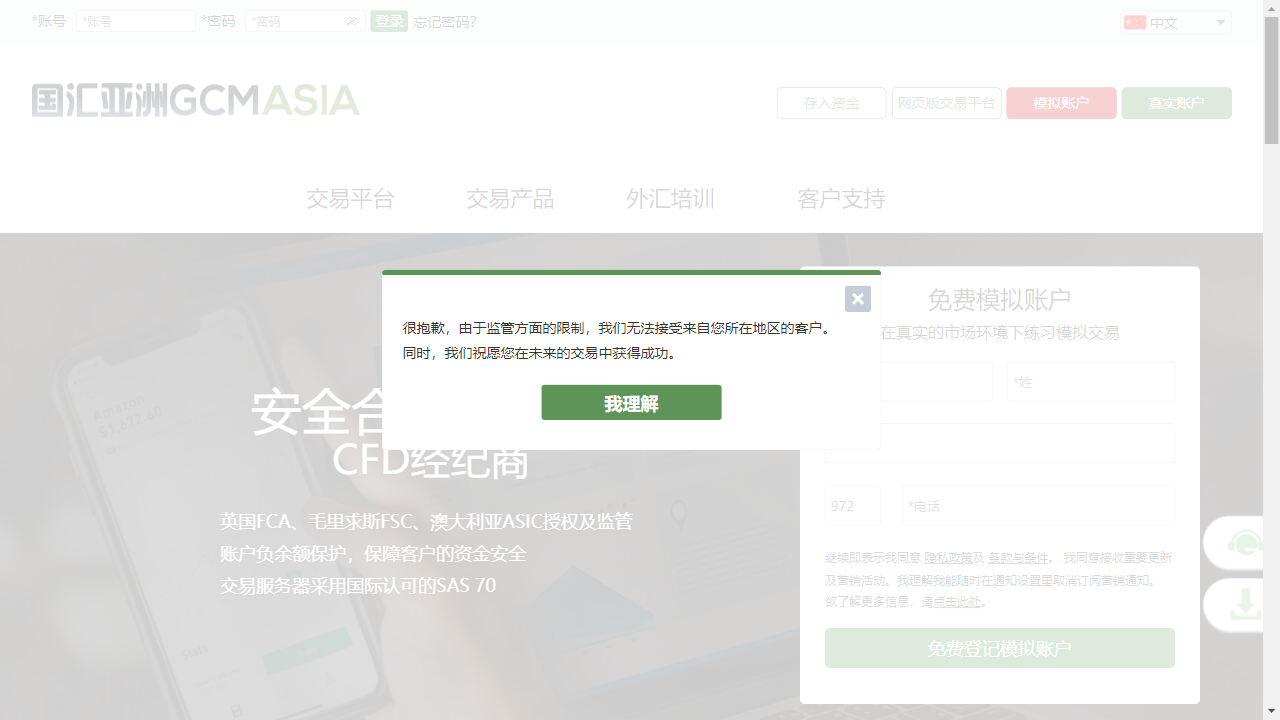 *账号 *账号 *密码 *密码 登录 忘记密码? 中文
国汇亚洲GCMASIA
存入资金 网页版交易平台 模拟账户 真实账户
交易平台 交易产品 外汇培训 客户支持
很抱歉，由于监管方面的限制，我们无法接受来自您所在地区的客户。
同时，我们祝愿您在未来的交易中获得成功。
我理解
Amazon
$1,672.60
安全合
CFD经纪商
英国FCA、毛里求斯FSC、澳大利亚ASIC授权及监管
账户负余额保护，保障客户的资金安全
交易服务器采用国际认可的SAS 70
Stats
免费模拟账户
在真实的市场环境下练习模拟交易
*姓
972 *电话
继续即表示我同意 隐私政策及 条款与条件。 我同意接收重要更新
及营销活动。我理解我能随时在通知设置里取消订阅营销通知。
欲了解更多信息，请点击此处。
免费登记模拟账户